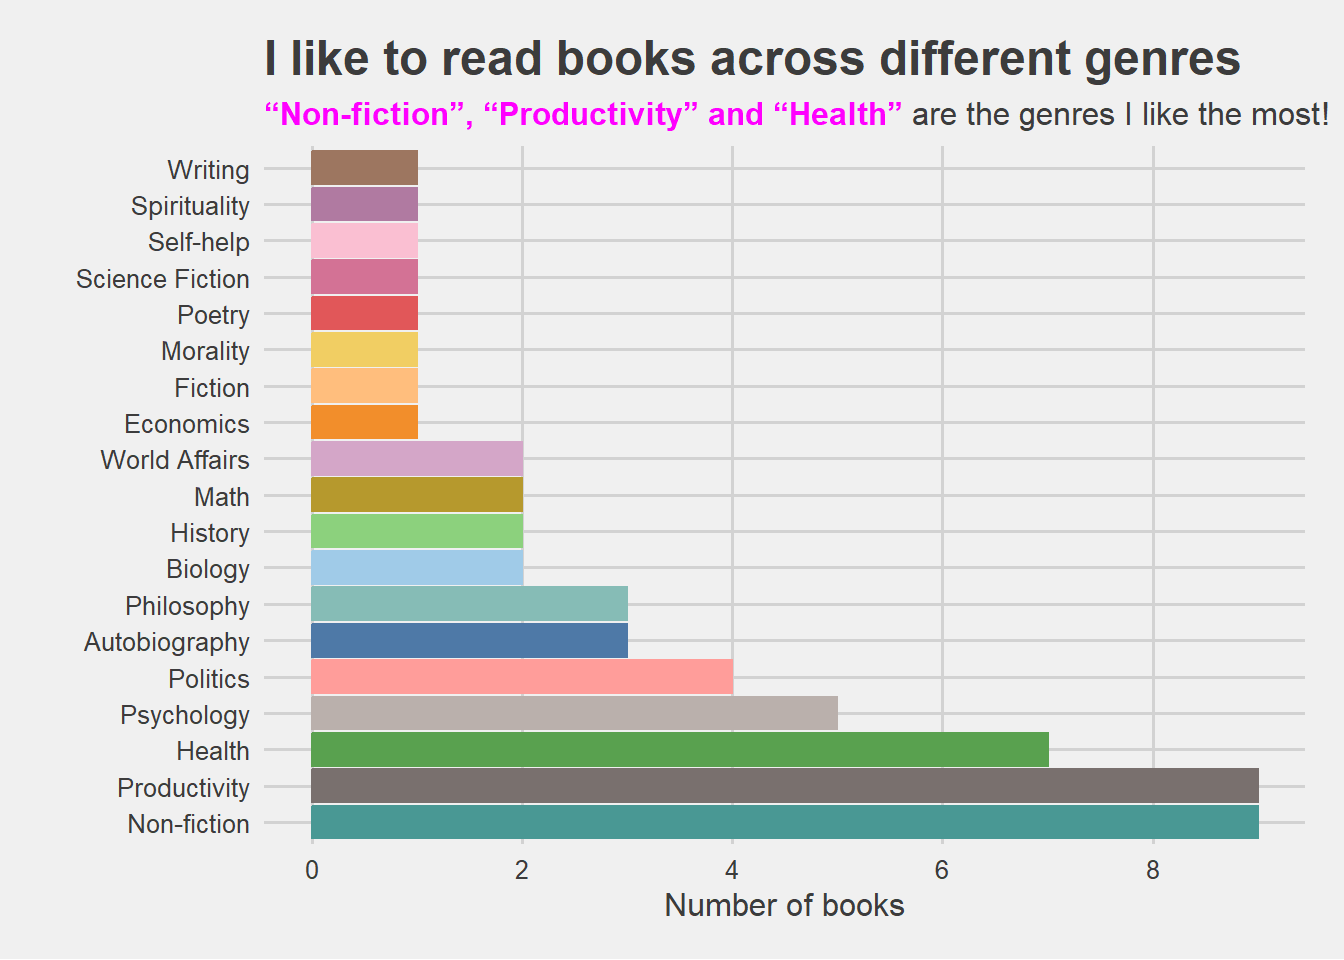 I like to read books across different genres
“Non-fiction”, “Productivity” and “Health” are the genres I like the most!
Writing
Spirituality
Self-help
Science Fiction
Poetry
Morality
Fiction
Economics
World Affairs
Math
History
Biology
Philosophy
Autobiography
Politics
Psychology
Health
Productivity
Non-fiction
0 2 4 6 8
Number of books